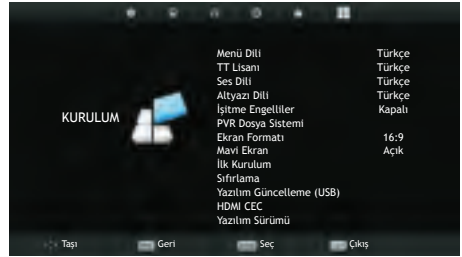 Menü Dili Türkçe
TT Lisanı Türkçe
Ses Dili Türkçe
Altyazı Dili Türkçe
İşitme Engelliler Kapalı
KURULUM
PVR Dosya Sistemi
Ekran Formatı 16:9
Mavi Ekran Açık
İlk Kurulum
Sıfırlama
Yazılım Güncelleme (USB)
HDMI CEC
Yazılım Sürümü
Taşı Geri Seç Çıkış